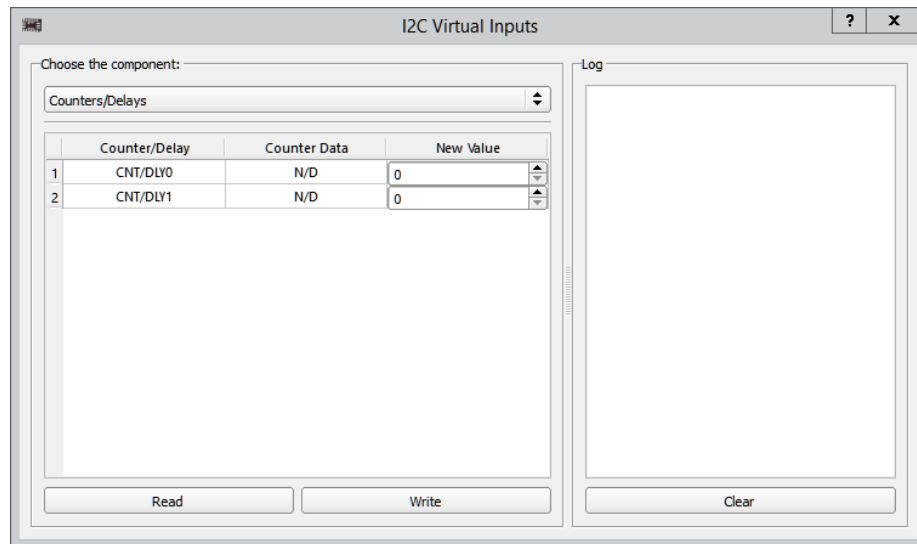 I2C Virtual Inputs
? x
Choose the component:
Counters/Delays
Counter/Delay Counter Data New Value
1 CNT/DLY0 N/D 0
2 CNT/DLY1 N/D 0
Read Write
Log
Clear